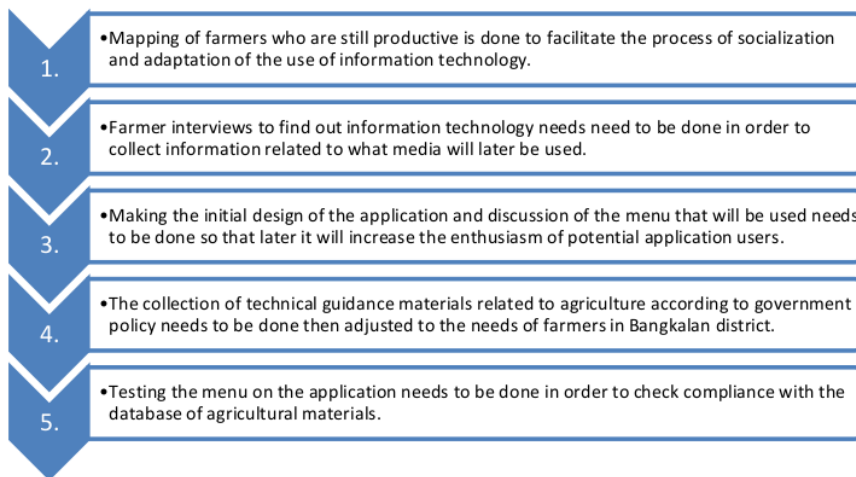 1.
•Mapping of farmers who are still productive is done to facilitate the process of socialization
and adaptation of the use of information technology.
2.
•Farmer interviews to find out information technology needs need to be done in order to
collect information related to what media will later be used.
3.
•Making the initial design of the application and discussion of the menu that will be used needs
to be done so that later it will increase the enthusiasm of potential application users.
4.
•The collection of technical guidance materials related to agriculture according to government
policy needs to be done then adjusted to the needs of farmers in Bangkalan district.
5.
•Testing the menu on the application needs to be done in order to check compliance with the
database of agricultural materials.